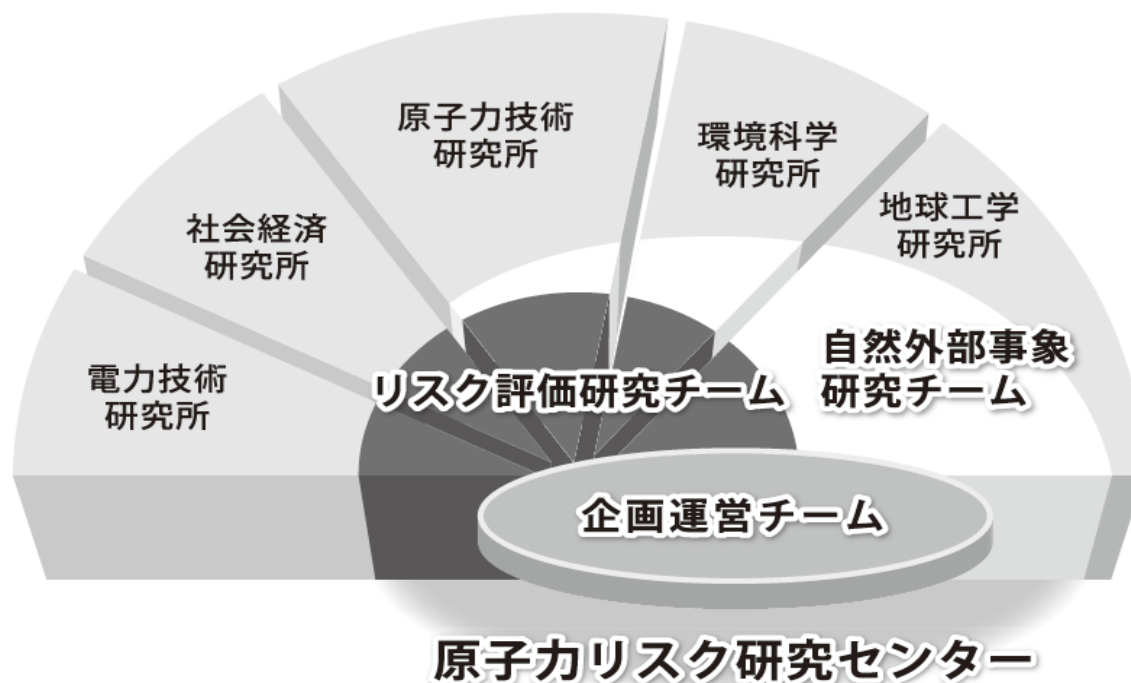 原子力技術
研究所
環境科学
研究所
社会経済
研究所
地球工学
研究所
電力技術
研究所
リスク評価研究チーム
自然外部事象
研究チーム
企画運営チーム
原子力リスク研究センター